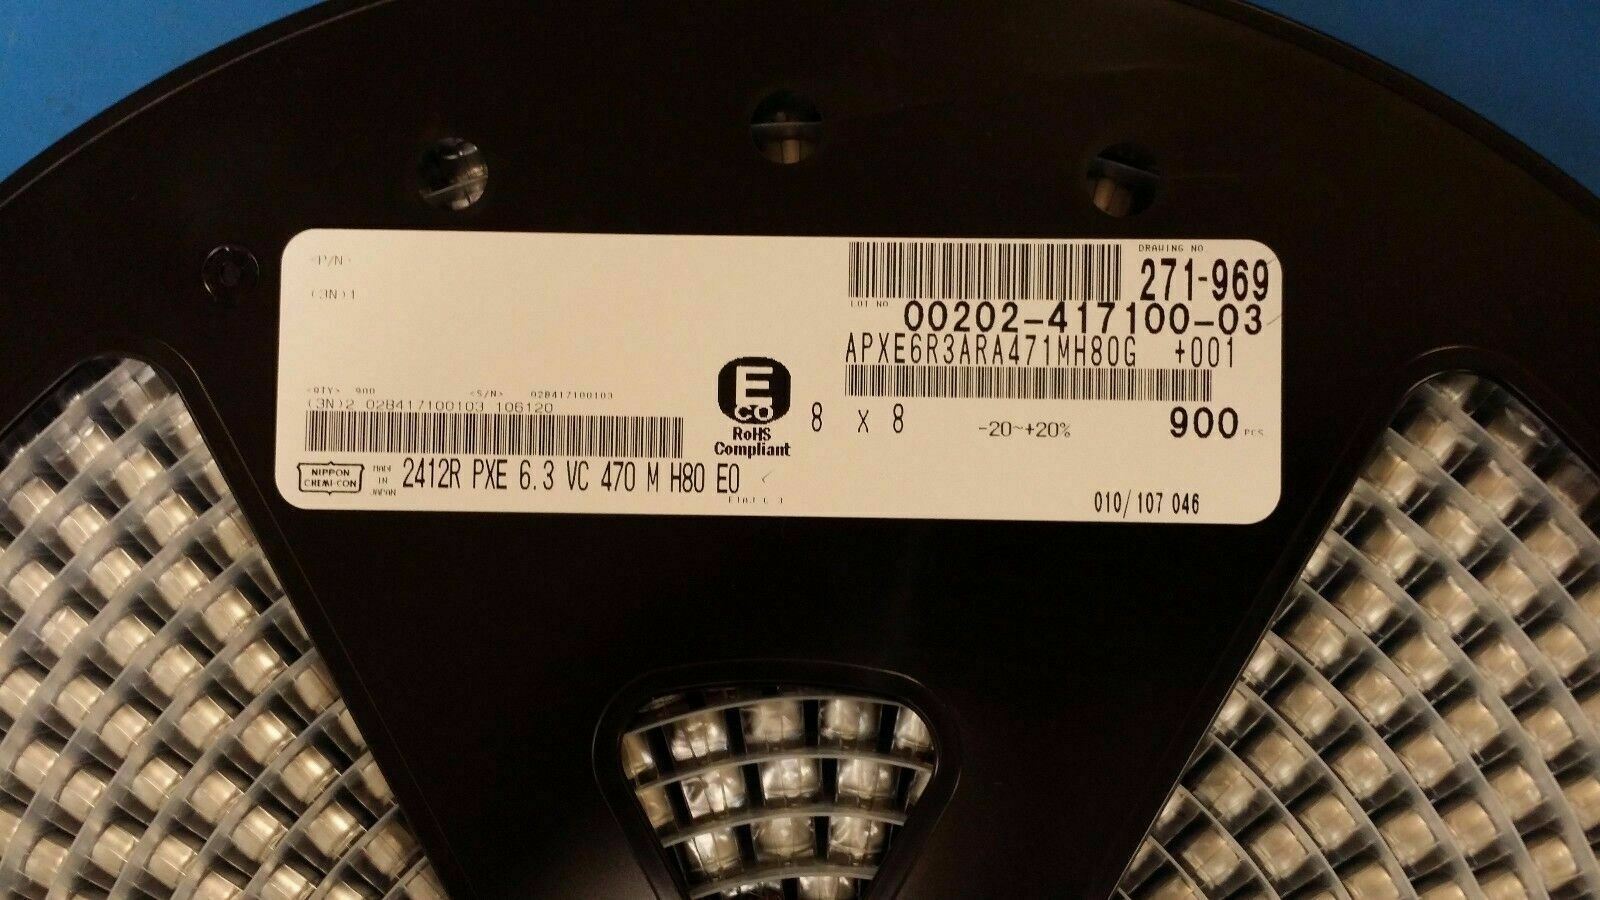 <P/N>
(3N)1
<QTY> 900 <S/N> 02B417100103
(3N)2 02B417100103 106120
NIPPON
CHEMI-CON
MADE
IN
JAPAN
2412R PXE 6.3 VC 470 M H80 E0
E
CO
RoHS
Compliant
DRAWING NO
271-969
LOT NO
00202-417100-03
APXE6R3ARA471MH80G +001
8 X 8 -20~+20% 900 PCS
010/107 046